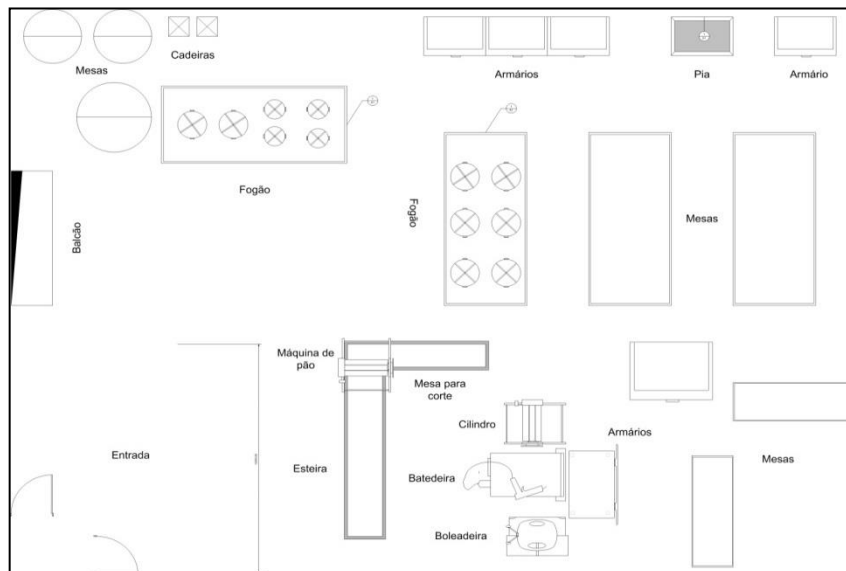 Cadeiras
Mesas
Armários
Pia
Armário
Fogão
Fogão
Balcão
Mesas
Máquina de
pão
Mesa para
corte
Cilindro
Armários
Entrada
Esteira
Batedeira
Mesas
Boleadeira